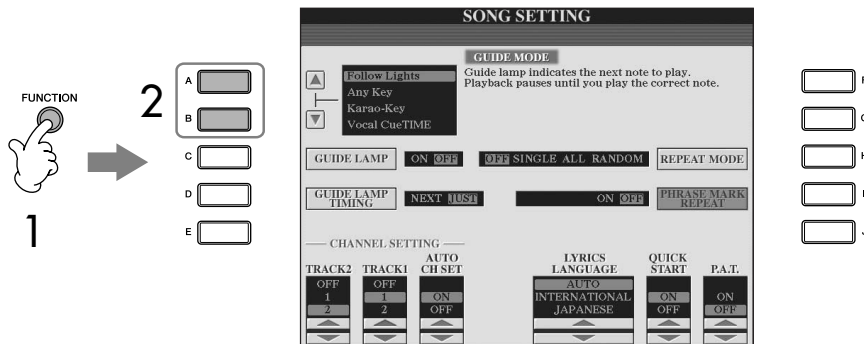 SONG SETTING
GUIDE MODE
Follow Lights
Any Key
Karao-Key
Vocal CueTIME
Guide lamp indicates the next note to play.
Playback pauses until you play the correct note.
FUNCTION
1
2
A
B
C
D
E
GUIDE LAMP ON OFF OFF SINGLE ALL RANDOM REPEAT MODE
GUIDE LAMP
TIMING NEXT JUST ON OFF PHRASE MARK
REPEAT
CHANNEL SETTING
TRACK2 TRACK1 AUTO
CH SET LYRICS
LANGUAGE QUICK
START P.A.T.
OFF OFF AUTO
1 1 ON INTERNATIONAL ON ON
2 2 OFF JAPANESE OFF OFF